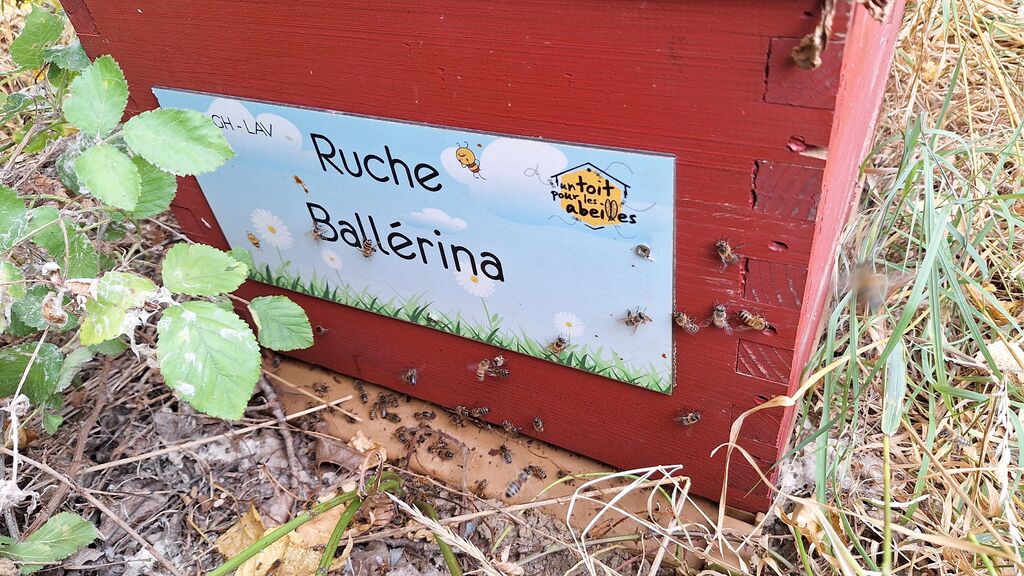 GH - LAV
Ruche
Ballérina
un toit
pour les
abeilles